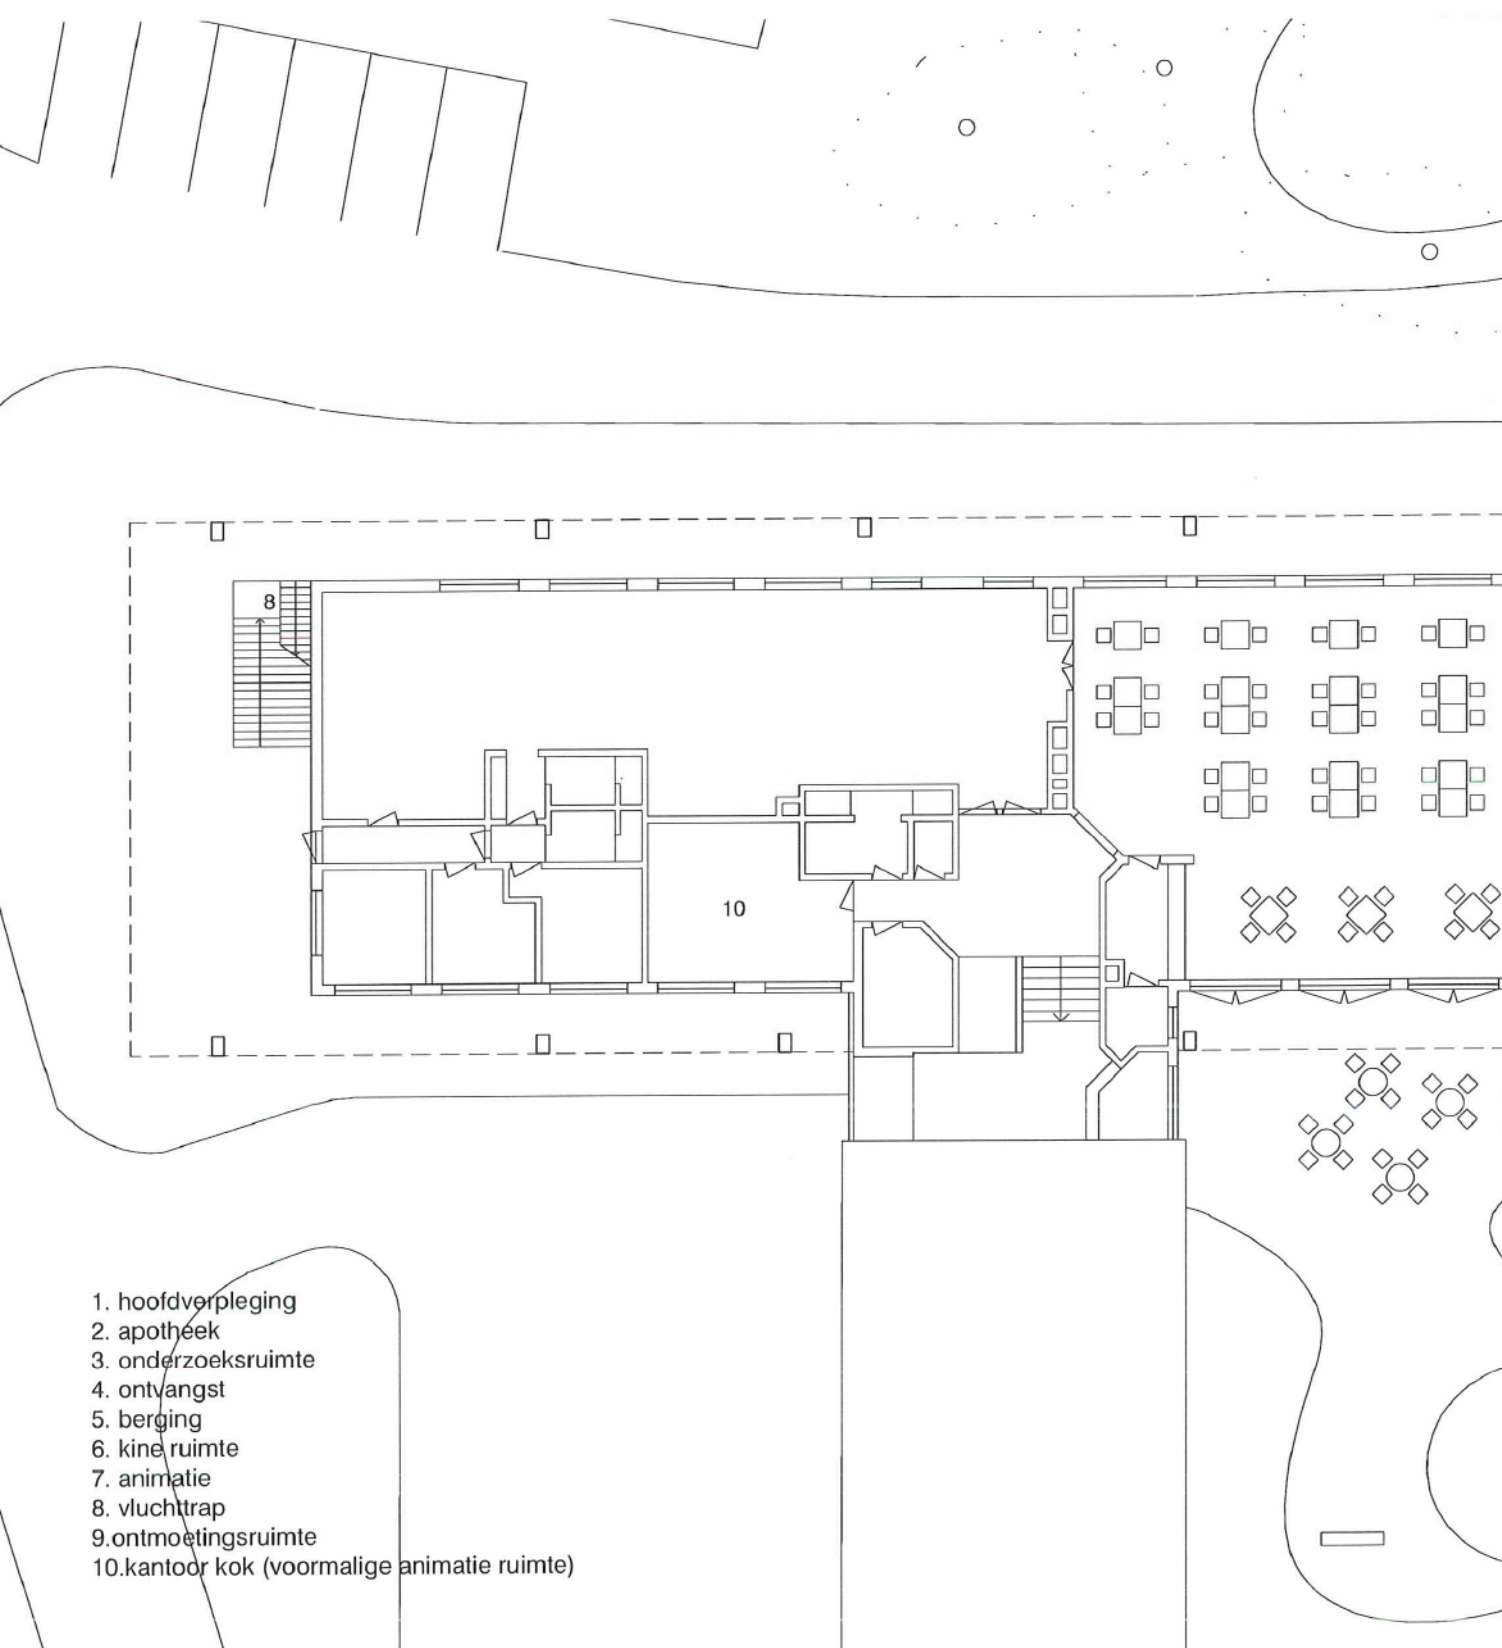 8
10
1. hoofdverpleging
2. apotheek
3. onderzoeksruimte
4. ontvangst
5. berging
6. kine ruimte
7. animatie
8. vluchttrap
9.ontmoetingsruimte
10.kantoor kok (voormalige animatie ruimte)